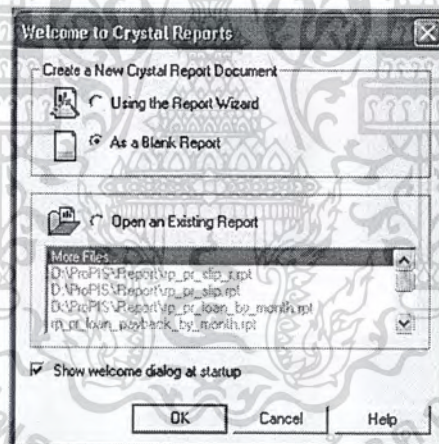 Welcome to Crystal Reports
Create a New Crystal Report Document
Using the Report Wizard
As a Blank Report
Open an Existing Report
More Files...
D:\ProPIS\Report\rp_pr_slip_r.rpt
D:\ProPIS\Report\rp_pr_slip.rpt
D:\ProPIS\Report\rp_pr_loan_by_month.rpt
rp_pr_loan_payback_by_month.rpt
Show welcome dialog at startup
OK Cancel Help